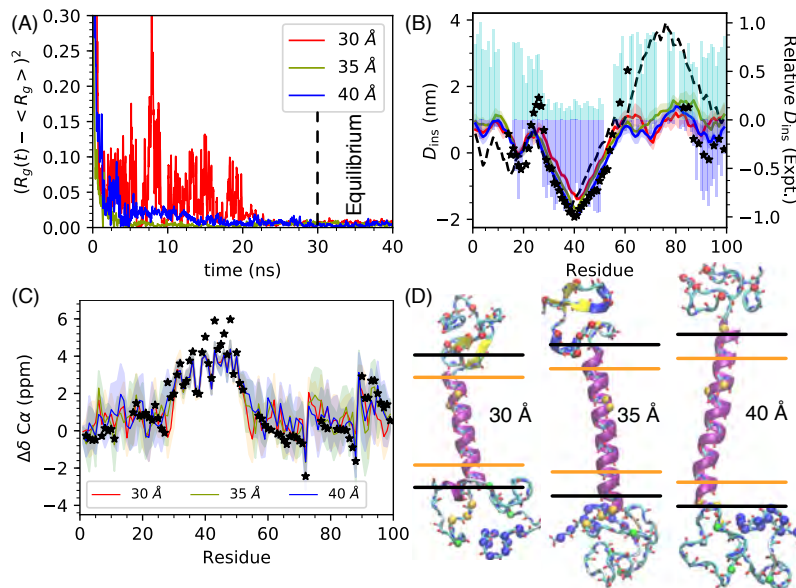 (A)
(R_g(t) − < R_g > )²
0.30
0.25
0.20
0.15
0.10
0.05
0.00
30 Å
35 Å
40 Å
Equilibrium
0 10 20 30 40
time (ns)
(B)
D_ins (nm)
4
2
0
−2
1.0
0.5
0.0
−0.5
−1.0
Relative D_ins (Expt.)
0 20 40 60 80 100
Residue
(C)
Δδ Cα (ppm)
6
4
2
0
−2
−4
30 Å 35 Å 40 Å
0 20 40 60 80 100
Residue
(D)
30 Å
35 Å
40 Å